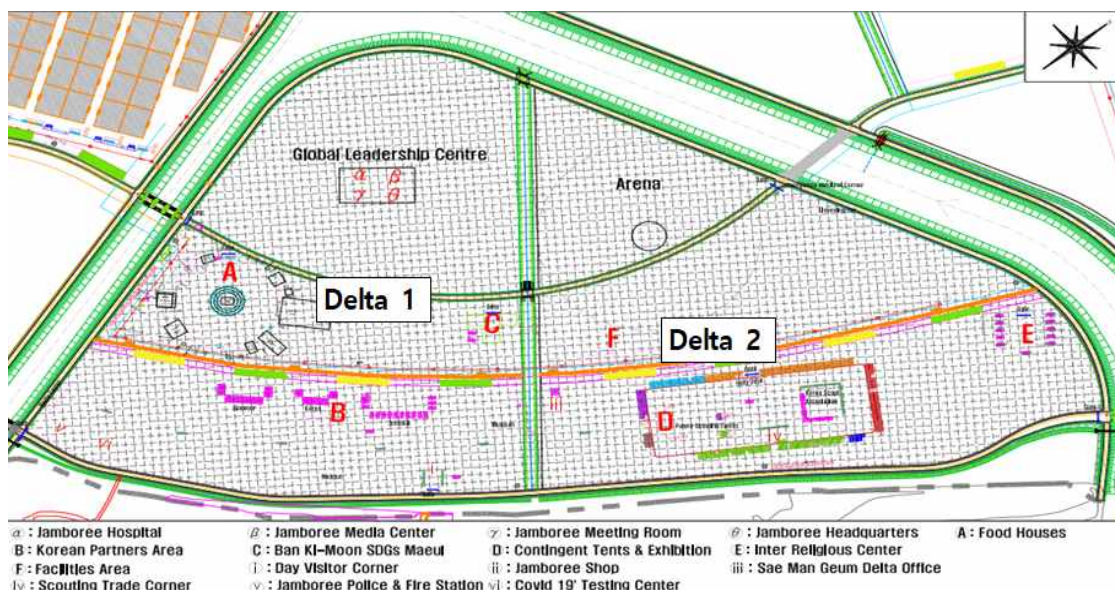 Global Leadership Centre
α β
γ θ
Arena
A
Delta 1
C
F
Delta 2
E
B
iii
D
v
vi
iv
ⓐ : Jamboree Hospital β : Jamboree Media Center γ : Jamboree Meeting Room θ : Jamboree Headquarters A : Food Houses
B : Korean Partners Area C : Ban Ki-Moon SDGs Maeul D : Contingent Tents & Exhibition E : Inter Religious Center
F : Facilities Area i : Day Visitor Corner ii : Jamboree Shop iii : Sae Man Geum Delta Office
iv : Scouting Trade Corner v : Jamboree Police & Fire Station vi : Covid 19' Testing Center